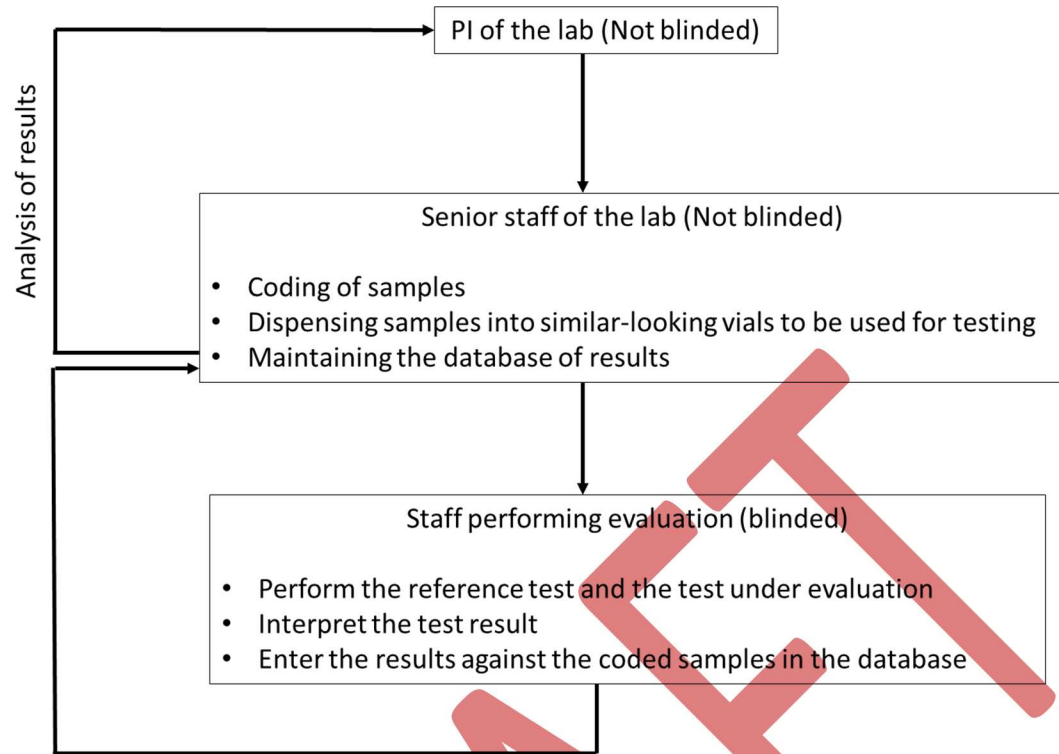 PI of the lab (Not blinded)
Analysis of results
Senior staff of the lab (Not blinded)
• Coding of samples
• Dispensing samples into similar-looking vials to be used for testing
• Maintaining the database of results
Staff performing evaluation (blinded)
• Perform the reference test and the test under evaluation
• Interpret the test result
• Enter the results against the coded samples in the database